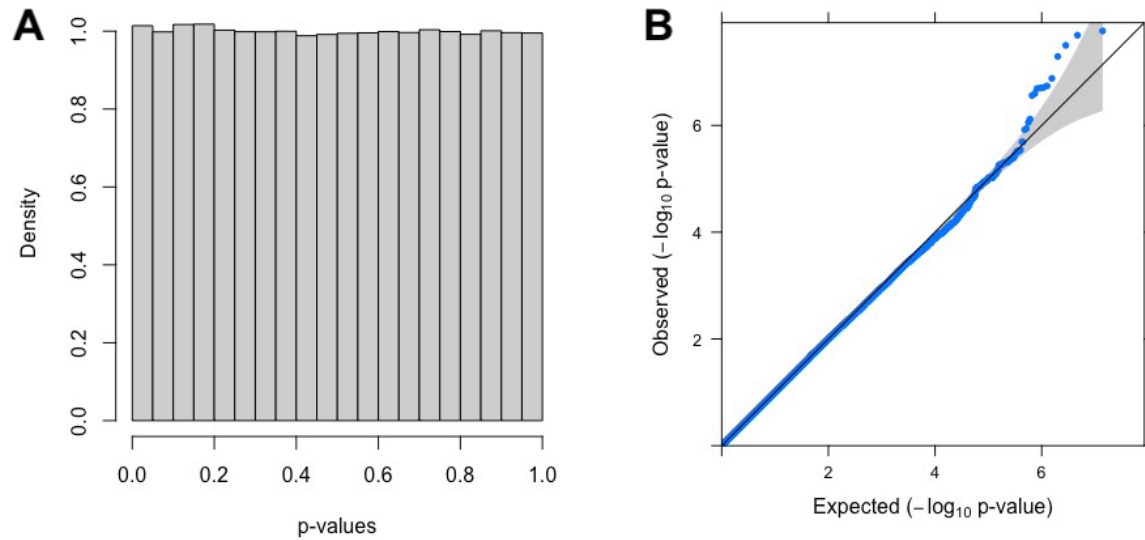 A
Density
0.0 0.2 0.4 0.6 0.8 1.0
0.0 0.2 0.4 0.6 0.8 1.0
p-values
B
Observed (−log10 p-value)
2 4 6
2 4 6
Expected (−log10 p-value)